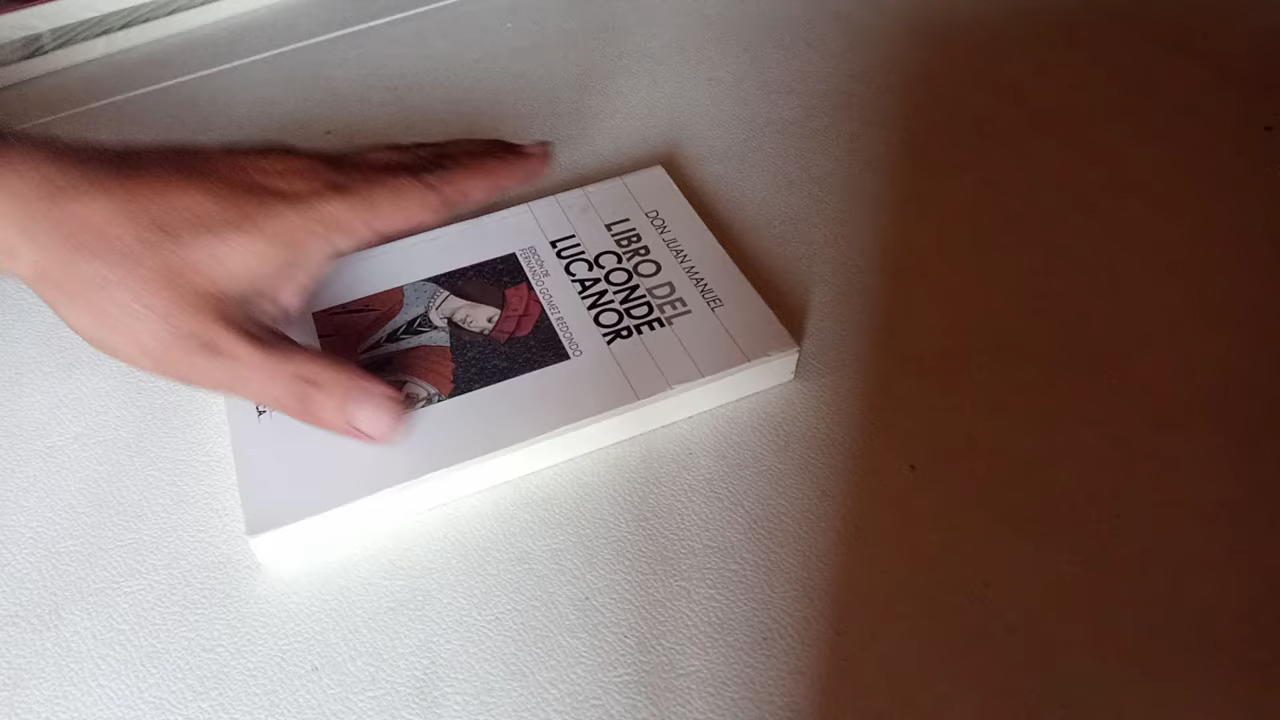 DON JUAN MANUEL
LIBRO DEL
CONDE
LUCANOR
EDICIÓN DE
FERNANDO GÓMEZ REDONDO